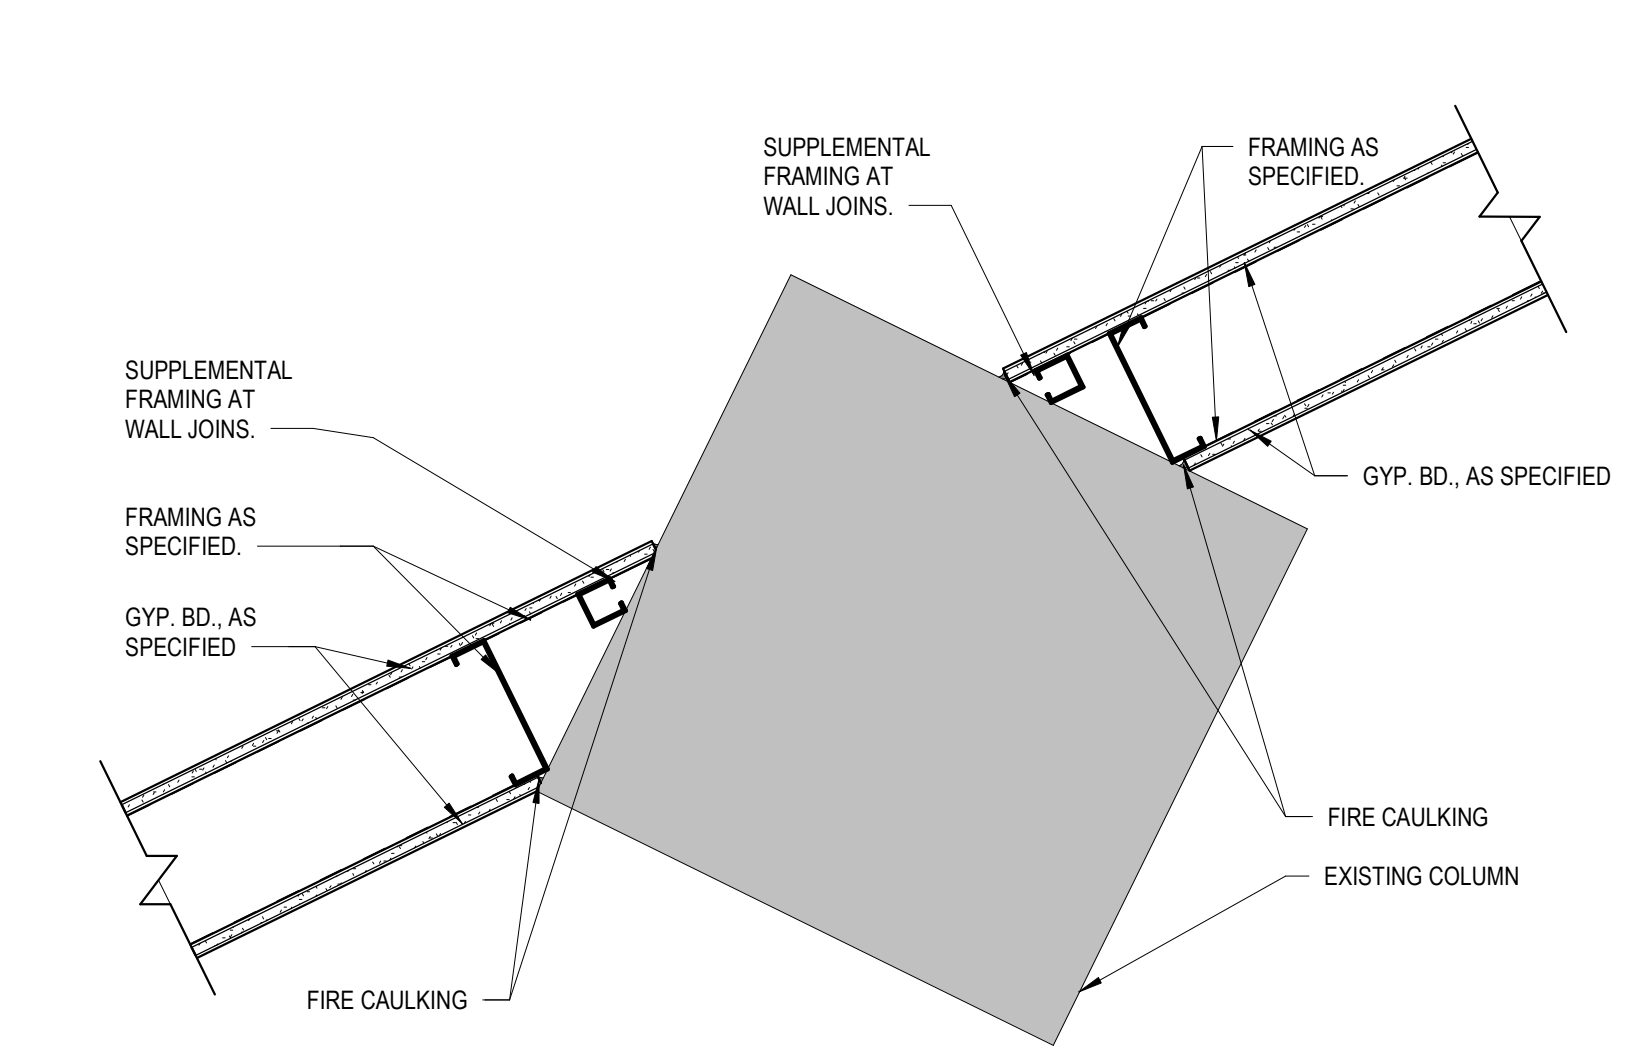 SUPPLEMENTAL
FRAMING AT
WALL JOINS.
FRAMING AS
SPECIFIED.
SUPPLEMENTAL
FRAMING AT
WALL JOINS.
FRAMING AS
SPECIFIED.
GYP. BD., AS
SPECIFIED
GYP. BD., AS SPECIFIED
FIRE CAULKING
EXISTING COLUMN
FIRE CAULKING